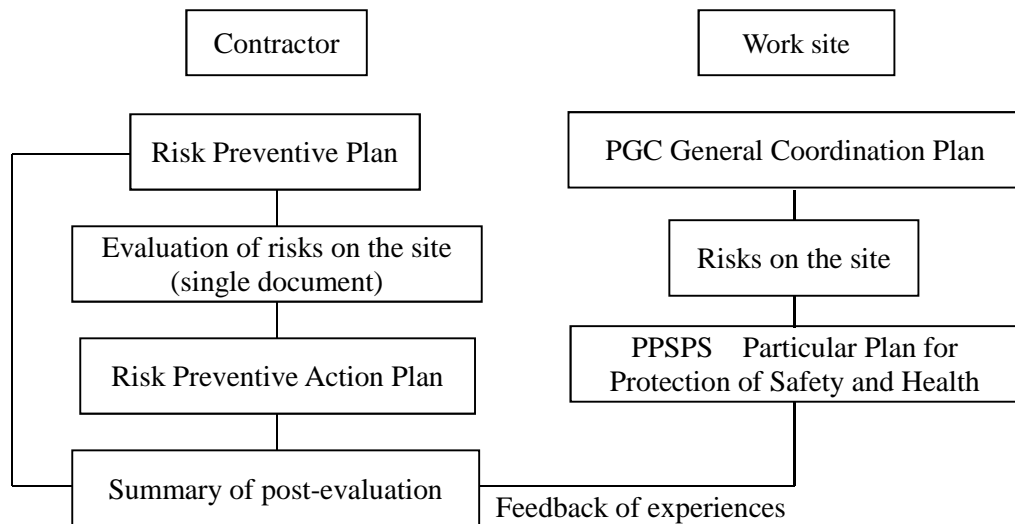 Contractor
Work site
Risk Preventive Plan
PGC General Coordination Plan
Evaluation of risks on the site
(single document)
Risks on the site
Risk Preventive Action Plan
PPSPS Particular Plan for
Protection of Safety and Health
Summary of post-evaluation
Feedback of experiences